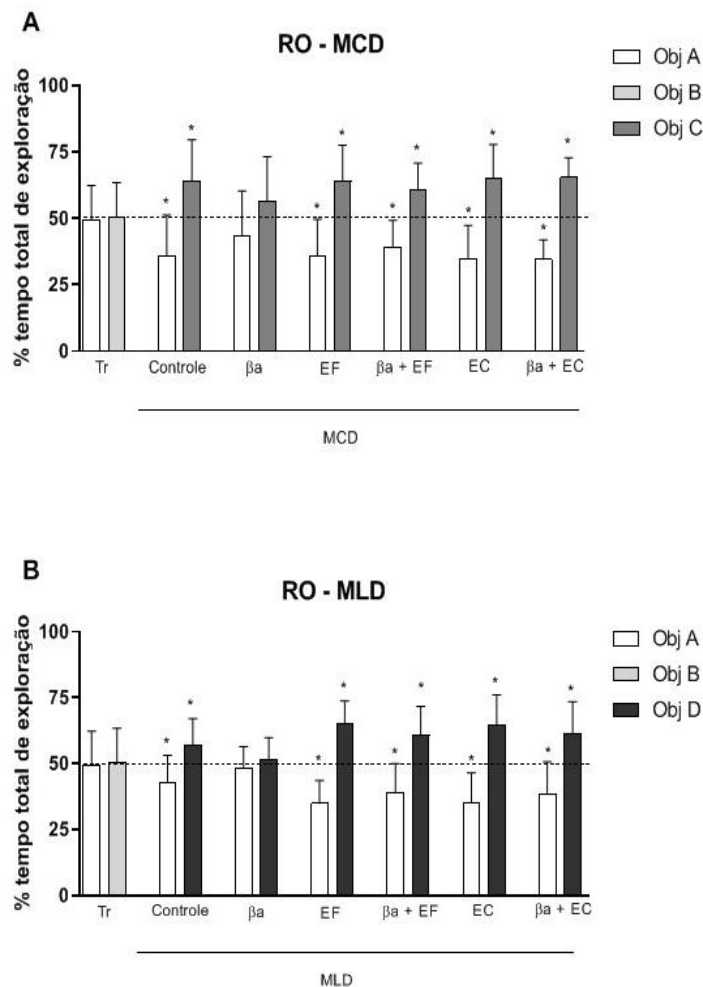 A
RO - MCD
Obj A
Obj B
Obj C
% tempo total de exploração
100
75
50
25
0
* * * * * * * * * *
Tr Controle βa EF βa + EF EC βa + EC
MCD
B
RO - MLD
Obj A
Obj B
Obj D
% tempo total de exploração
100
75
50
25
0
* * * * * * * * * *
Tr Controle βa EF βa + EF EC βa + EC
MLD